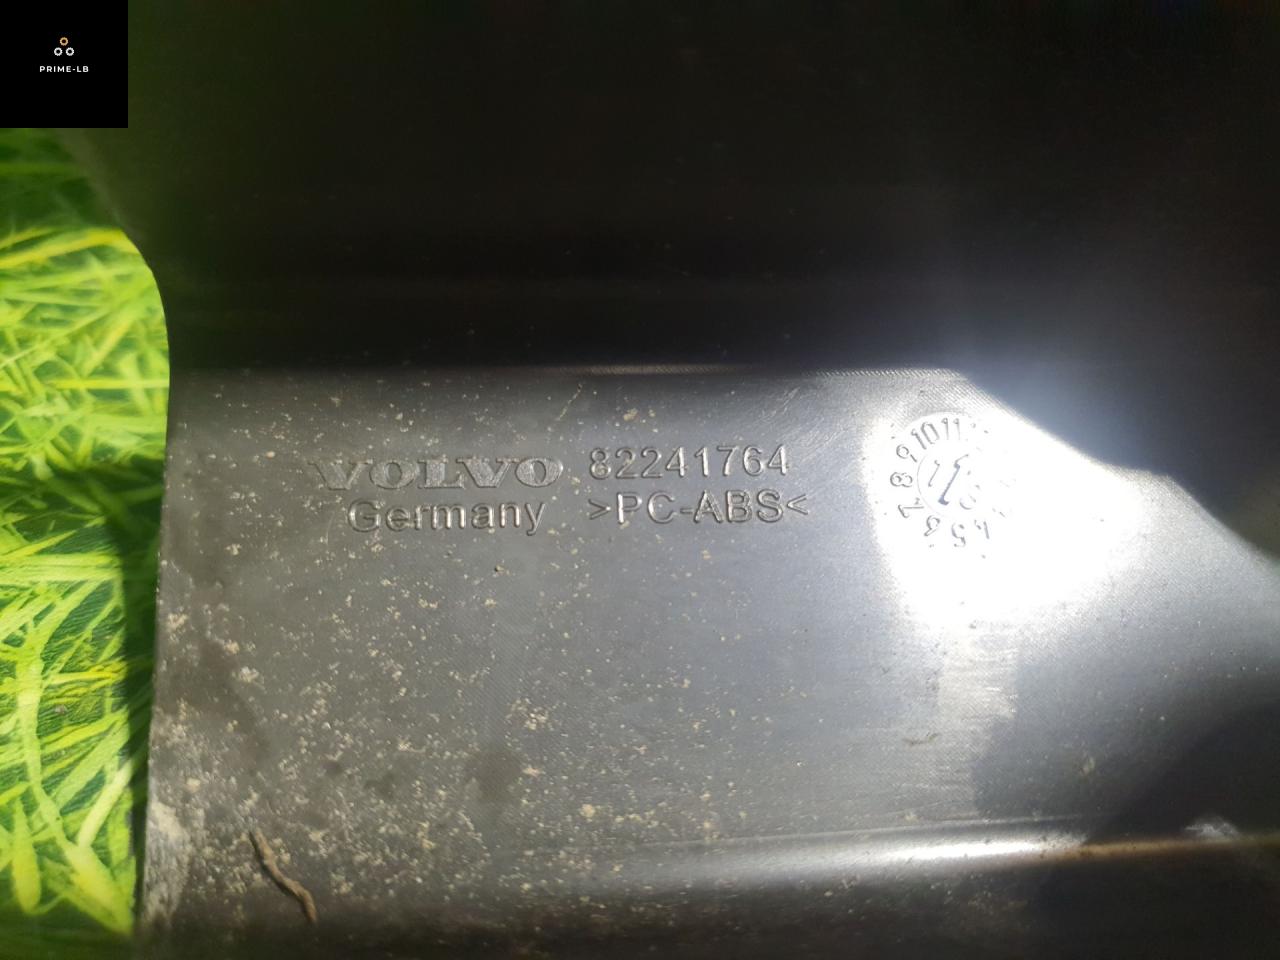 PRIME-LB
VOLVO 82241764
Germany >PC-ABS<